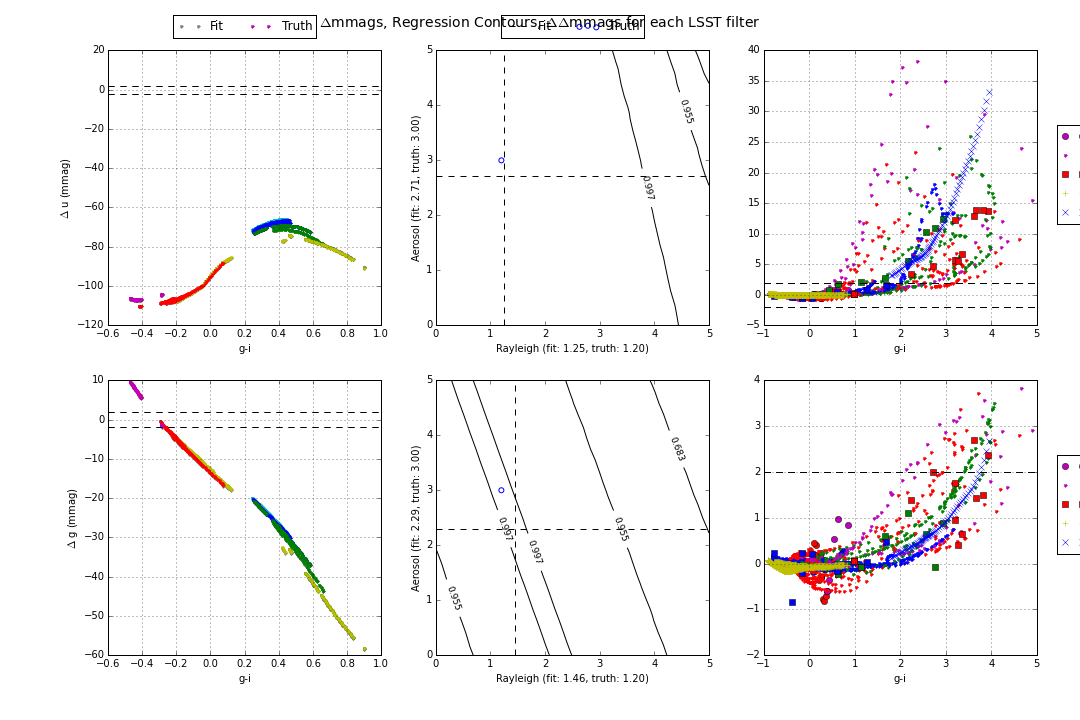 Δmmags, Regression Contours, ΔΔmmags for each LSST filter
Fit Truth
Fit Truth
20
0
−20
−40
−60
−80
−100
−120
Δ u (mmag)
−0.6 −0.4 −0.2 0.0 0.2 0.4 0.6 0.8 1.0
g-i
5
4
3
2
1
0
Aerosol (fit: 2.71, truth: 3.00)
0.955
0.997
0 1 2 3 4 5
Rayleigh (fit: 1.25, truth: 1.20)
40
35
30
25
20
15
10
5
0
−5
−1 0 1 2 3 4 5
g-i
10
0
−10
−20
−30
−40
−50
−60
Δ g (mmag)
−0.6 −0.4 −0.2 0.0 0.2 0.4 0.6 0.8 1.0
g-i
5
4
3
2
1
0
Aerosol (fit: 2.29, truth: 3.00)
0.683
0.997
0.955
0.997
0.955
0 1 2 3 4 5
Rayleigh (fit: 1.46, truth: 1.20)
4
3
2
1
0
−1
−2
−1 0 1 2 3 4 5
g-i